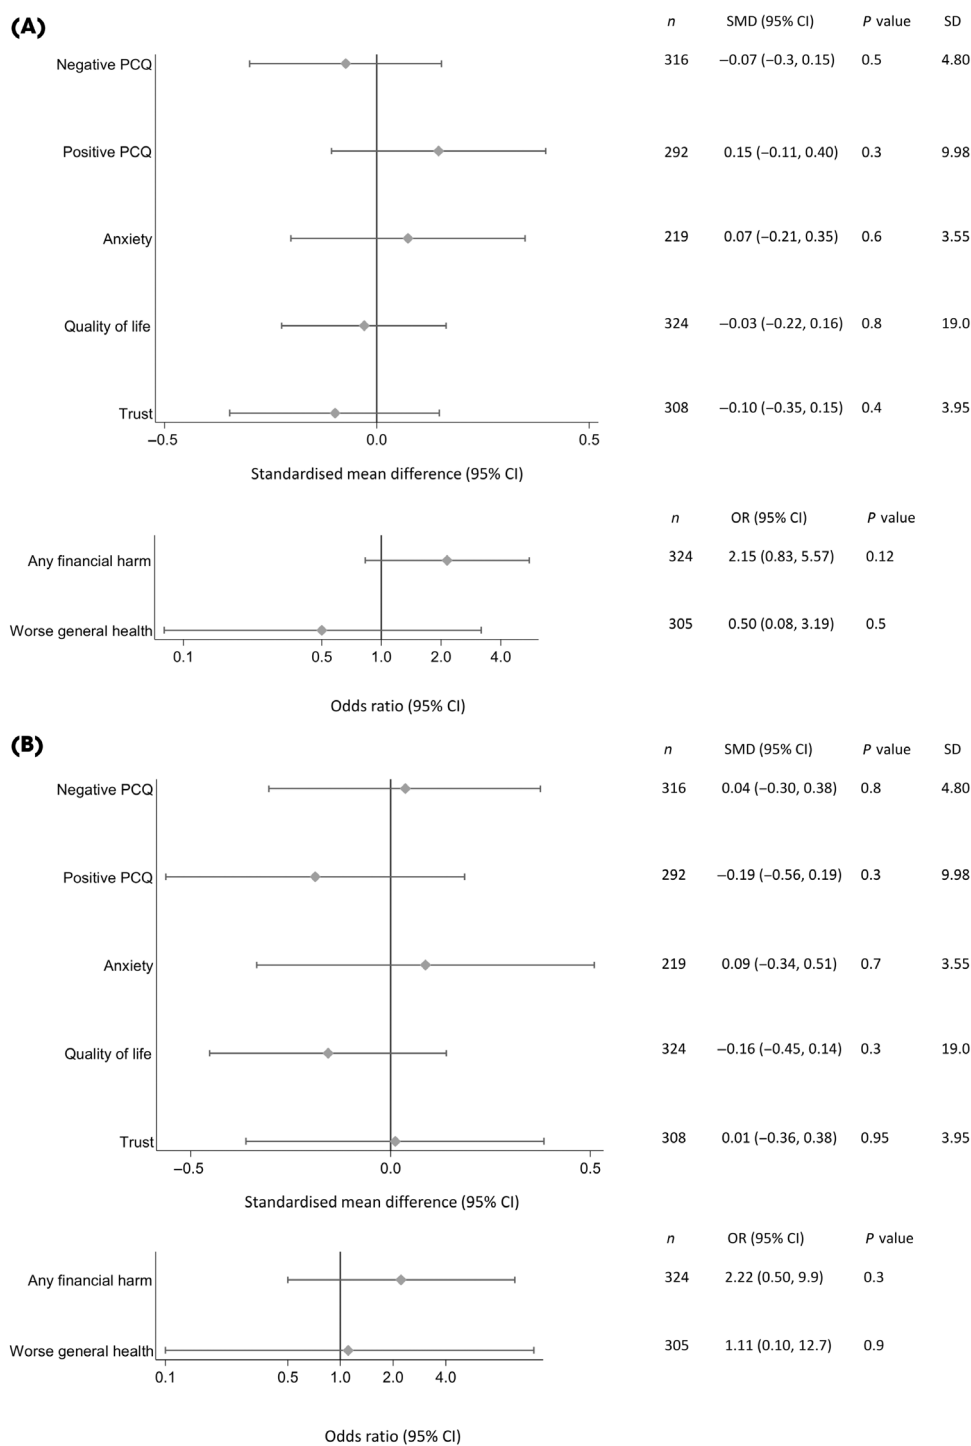 (A)
n SMD (95% CI) P value SD
Negative PCQ 316 −0.07 (−0.3, 0.15) 0.5 4.80
Positive PCQ 292 0.15 (−0.11, 0.40) 0.3 9.98
Anxiety 219 0.07 (−0.21, 0.35) 0.6 3.55
Quality of life 324 −0.03 (−0.22, 0.16) 0.8 19.0
Trust 308 −0.10 (−0.35, 0.15) 0.4 3.95
−0.5 0.0 0.5
Standardised mean difference (95% CI)
n OR (95% CI) P value
Any financial harm 324 2.15 (0.83, 5.57) 0.12
Worse general health 305 0.50 (0.08, 3.19) 0.5
0.1 0.5 1.0 2.0 4.0
Odds ratio (95% CI)
(B)
n SMD (95% CI) P value SD
Negative PCQ 316 0.04 (−0.30, 0.38) 0.8 4.80
Positive PCQ 292 −0.19 (−0.56, 0.19) 0.3 9.98
Anxiety 219 0.09 (−0.34, 0.51) 0.7 3.55
Quality of life 324 −0.16 (−0.45, 0.14) 0.3 19.0
Trust 308 0.01 (−0.36, 0.38) 0.95 3.95
−0.5 0.0 0.5
Standardised mean difference (95% CI)
n OR (95% CI) P value
Any financial harm 324 2.22 (0.50, 9.9) 0.3
Worse general health 305 1.11 (0.10, 12.7) 0.9
0.1 0.5 1.0 2.0 4.0
Odds ratio (95% CI)